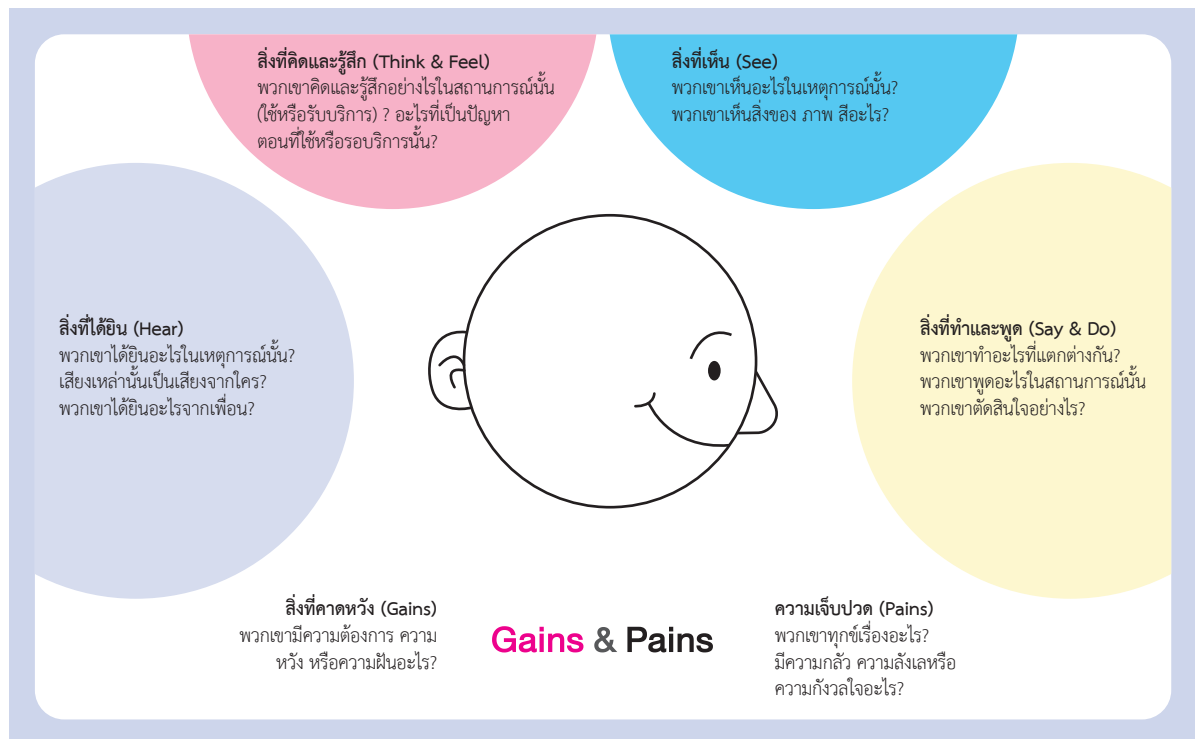 สิ่งที่คิดและรู้สึก (Think & Feel)
พวกเขาคิดและรู้สึกอย่างไรในสถานการณ์นั้น
(ใช้หรือรับบริการ) ? อะไรที่เป็นปัญหา
ตอนที่ใช้หรือรอบริการนั้น?
สิ่งที่เห็น (See)
พวกเขาเห็นอะไรในเหตุการณ์นั้น?
พวกเขาเห็นสิ่งของ ภาพ สีอะไร?
สิ่งที่ได้ยิน (Hear)
พวกเขาได้ยินอะไรในเหตุการณ์นั้น?
เสียงเหล่านั้นเป็นเสียงจากใคร?
พวกเขาได้ยินอะไรจากเพื่อน?
สิ่งที่ทำและพูด (Say & Do)
พวกเขาทำอะไรที่แตกต่างกัน?
พวกเขาพูดอะไรในสถานการณ์นั้น
พวกเขาตัดสินใจอย่างไร?
สิ่งที่คาดหวัง (Gains)
พวกเขามีความต้องการ ความ
หวัง หรือความฝันอะไร?
Gains & Pains
ความเจ็บปวด (Pains)
พวกเขาทุกข์เรื่องอะไร?
มีความกลัว ความลังเลหรือ
ความกังวลใจอะไร?